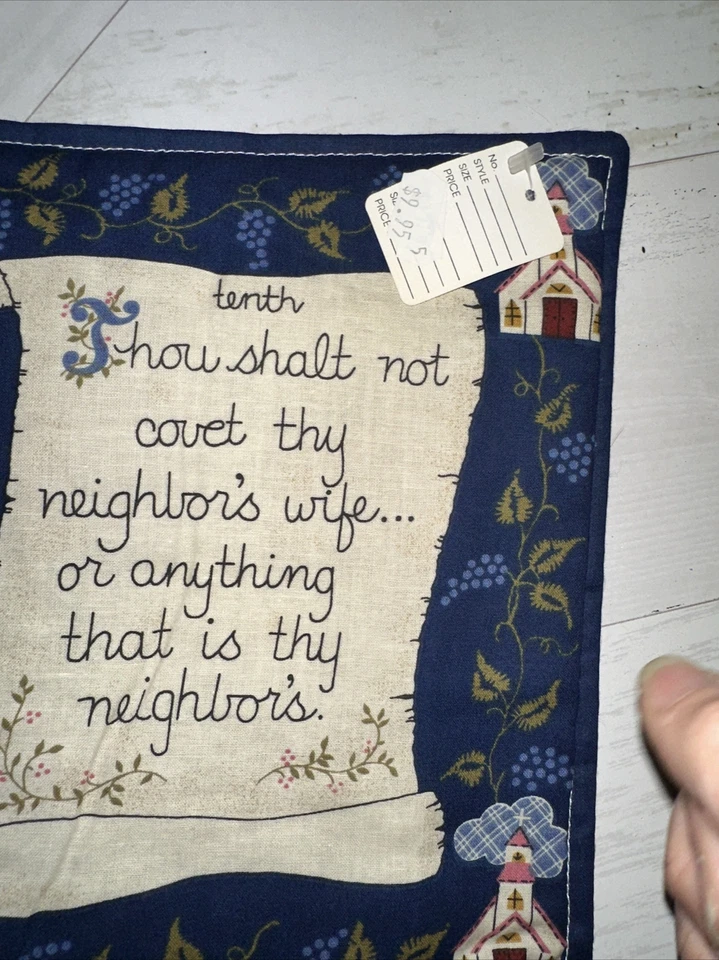 No.
STYLE
SIZE
PRICE
PRICE
tenth
Thou shalt not
covet thy
neighbor's wife...
or anything
that is thy
neighbor's.